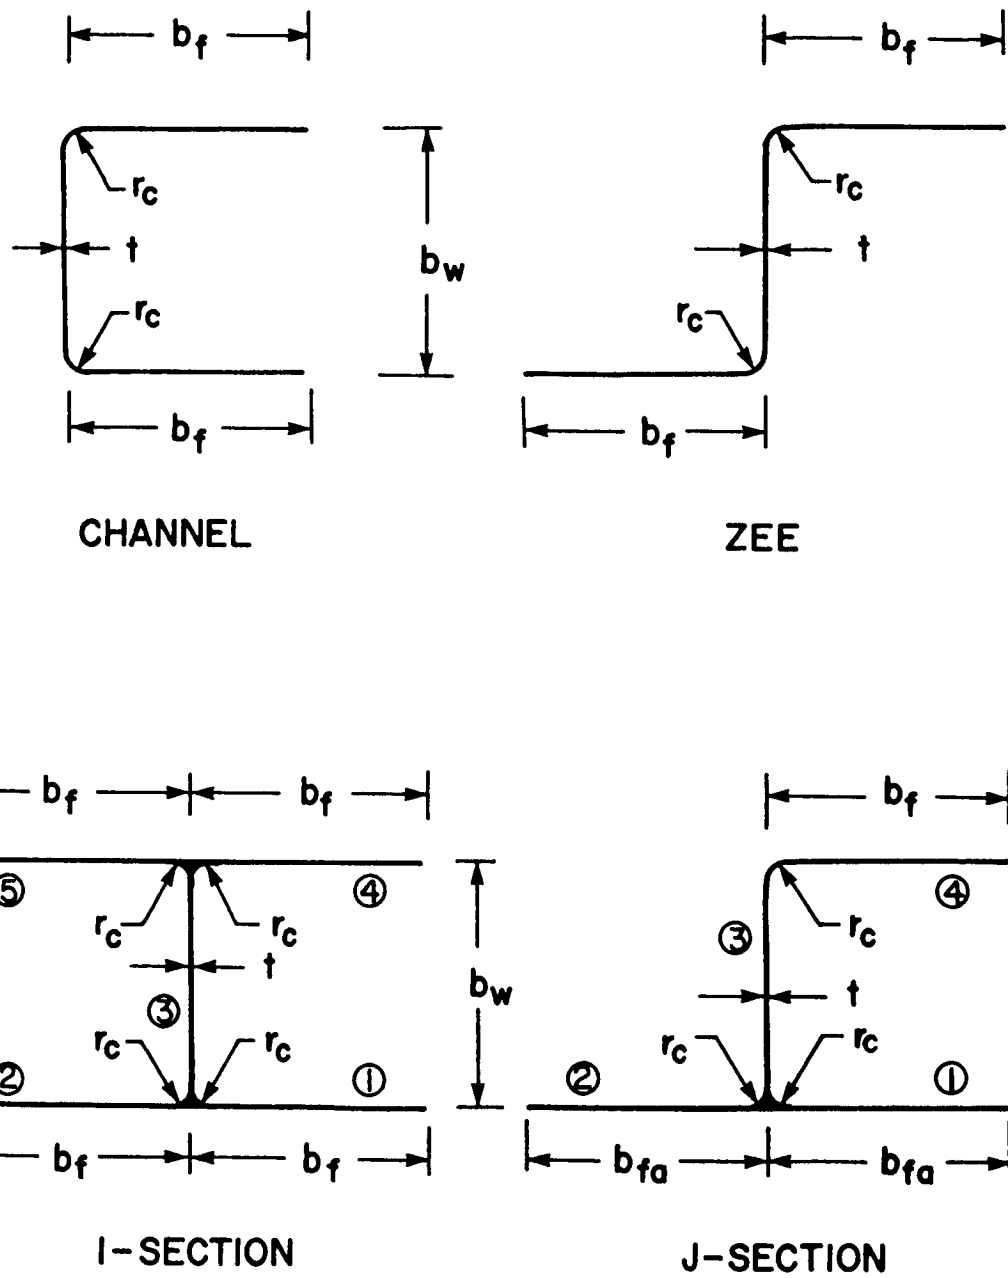 b_f
b_f
r_c
r_c
t
t
b_w
r_c
r_c
b_f
b_f
CHANNEL
ZEE
b_f
b_f
b_f
⑤
④
④
r_c
r_c
③
r_c
t
b_w
③
t
r_c
r_c
r_c
r_c
②
①
②
①
b_f
b_f
b_fa
b_fa
I-SECTION
J-SECTION